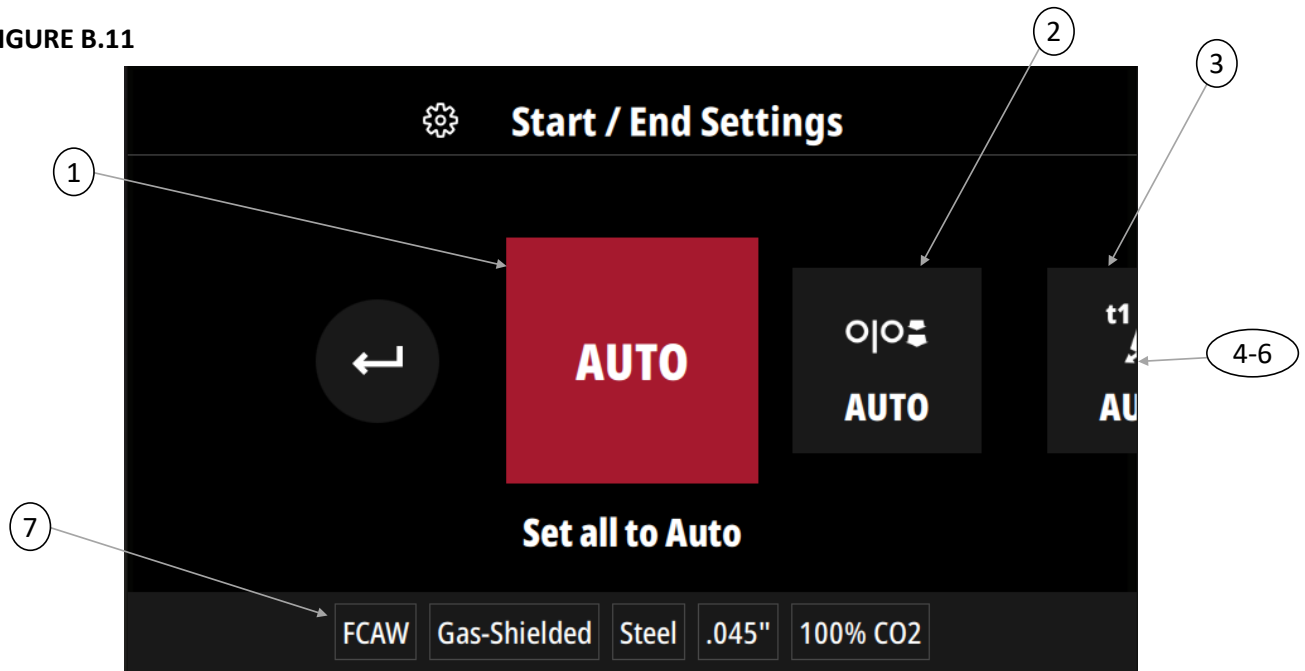 IGURE B.11
2
3
Start / End Settings
1
t1
AUTO
AUTO
AU
4-6
Set all to Auto
7
FCAW Gas-Shielded Steel .045" 100% CO2